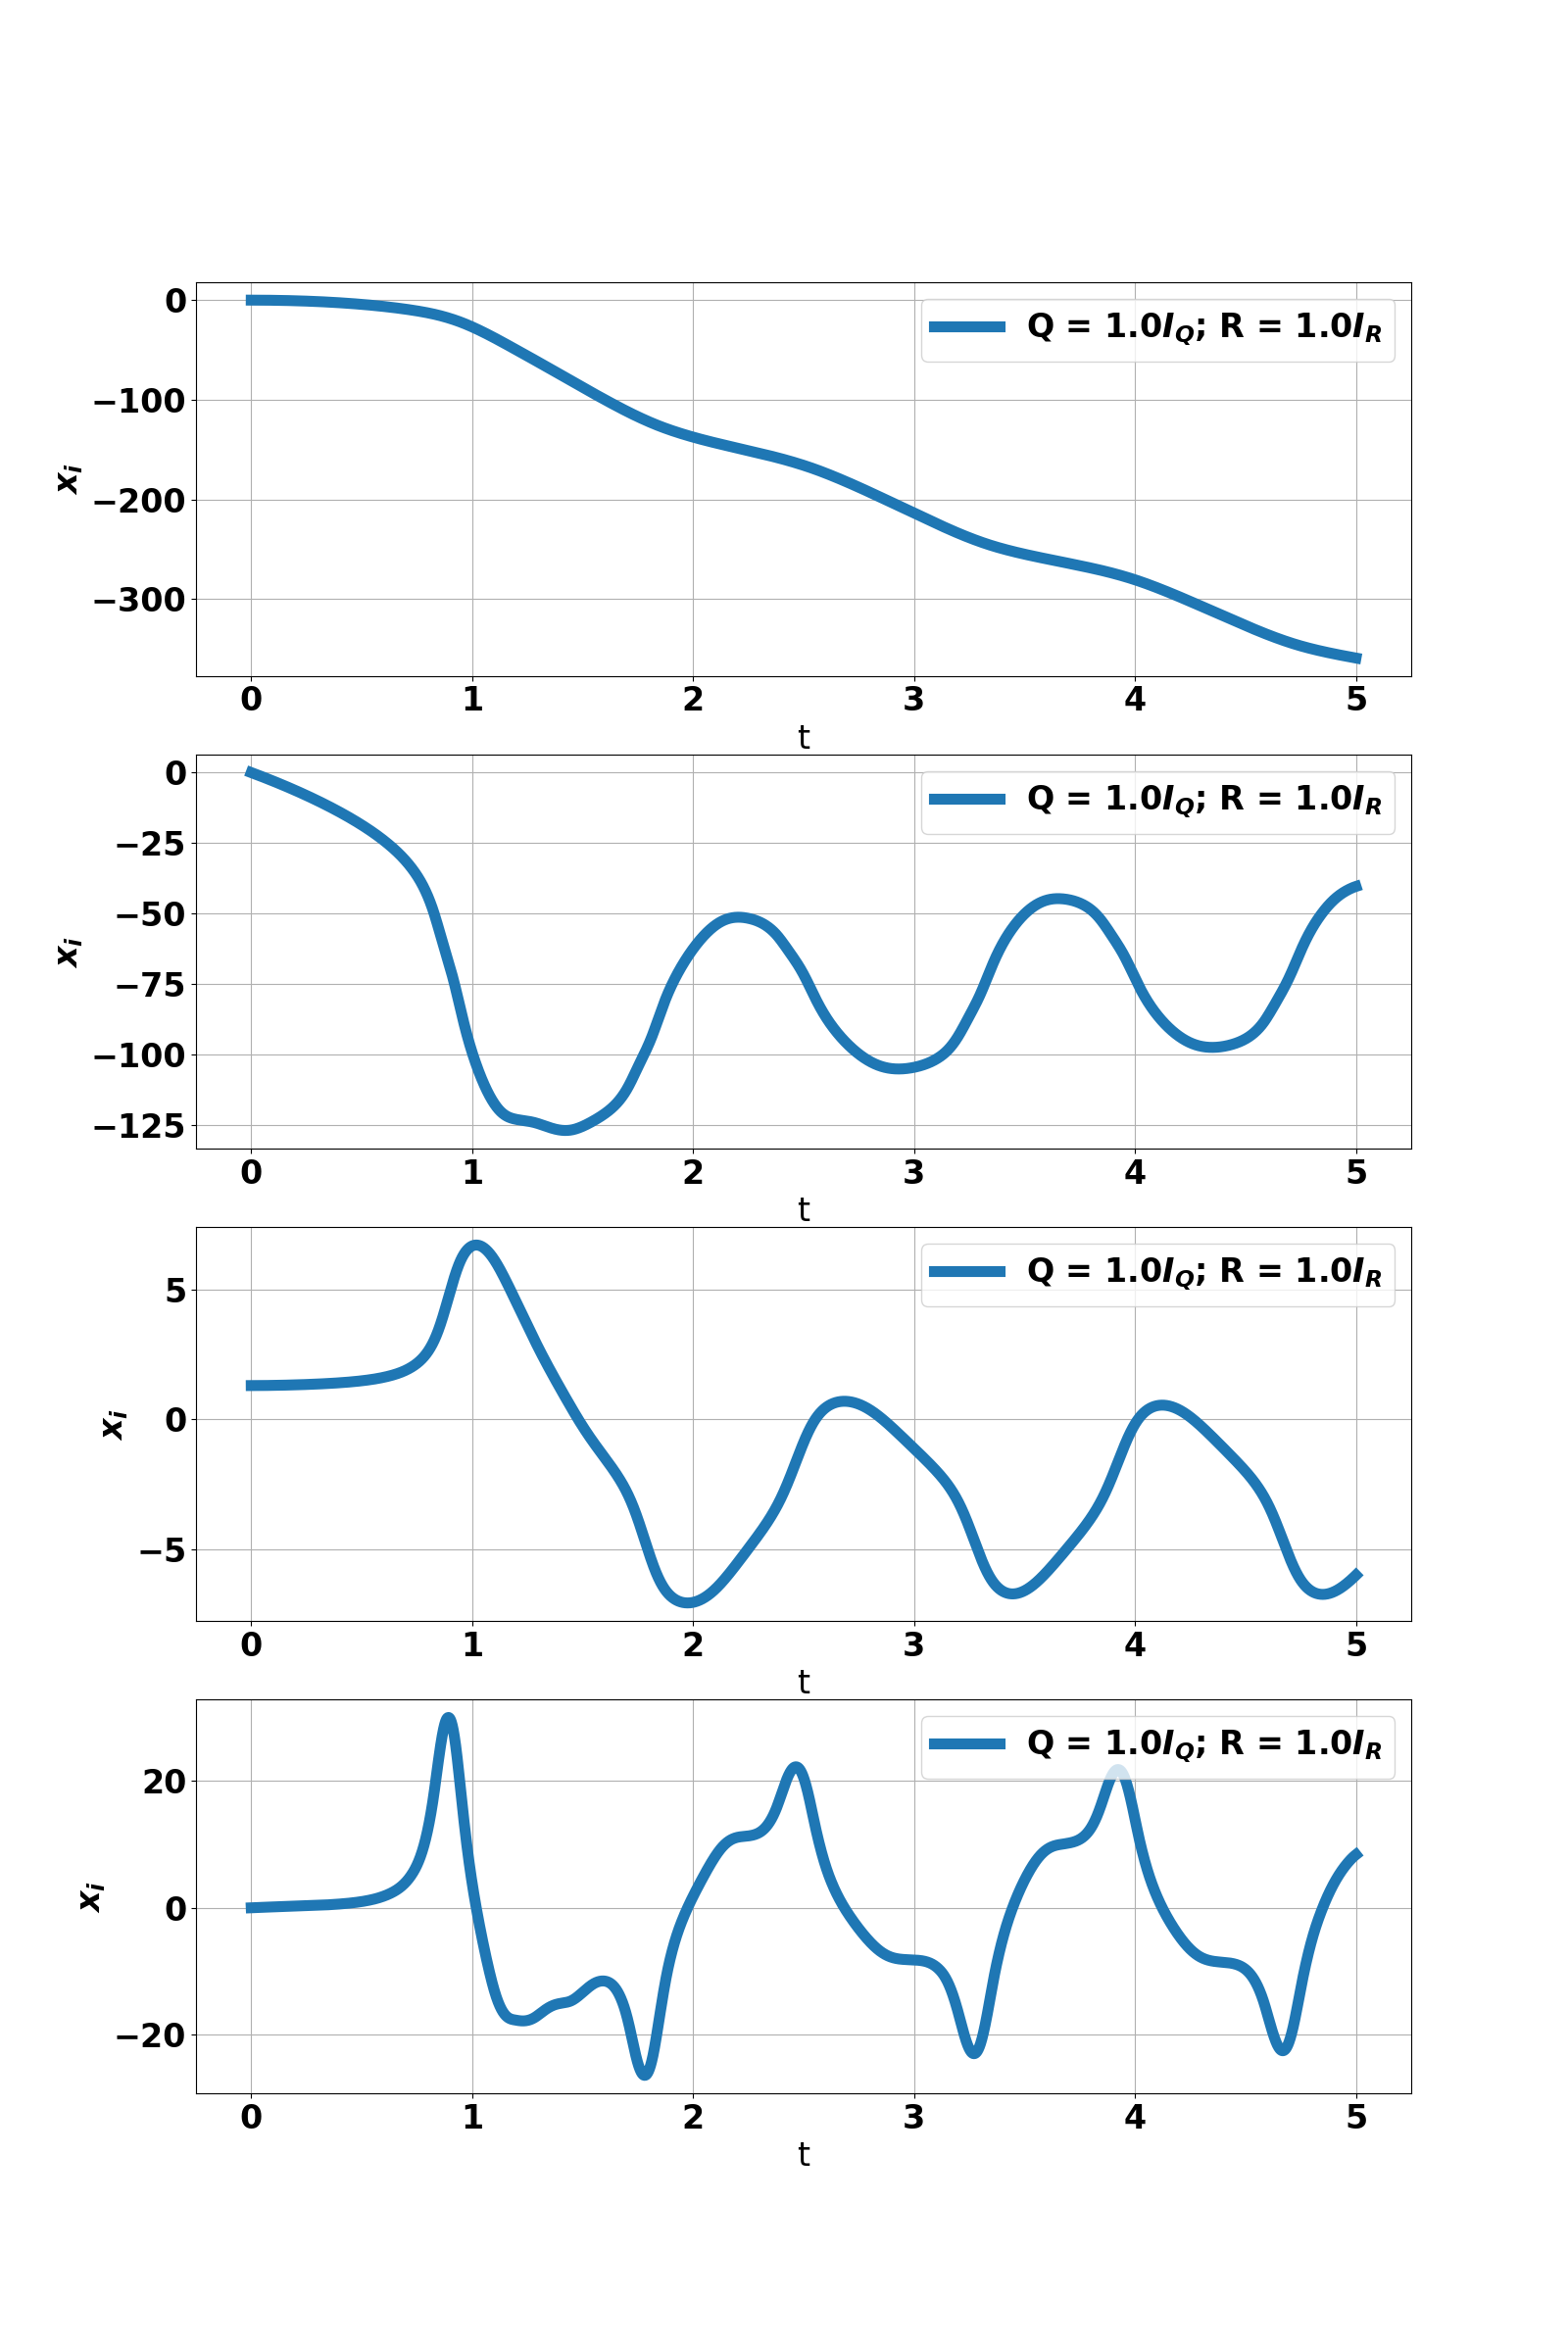 0
−100
−200
−300
x_i
Q = 1.0I_Q; R = 1.0I_R
0 1 2 3 4 5
t
0
−25
−50
−75
−100
−125
x_i
Q = 1.0I_Q; R = 1.0I_R
0 1 2 3 4 5
t
5
0
−5
x_i
Q = 1.0I_Q; R = 1.0I_R
0 1 2 3 4 5
t
20
0
−20
x_i
Q = 1.0I_Q; R = 1.0I_R
0 1 2 3 4 5
t